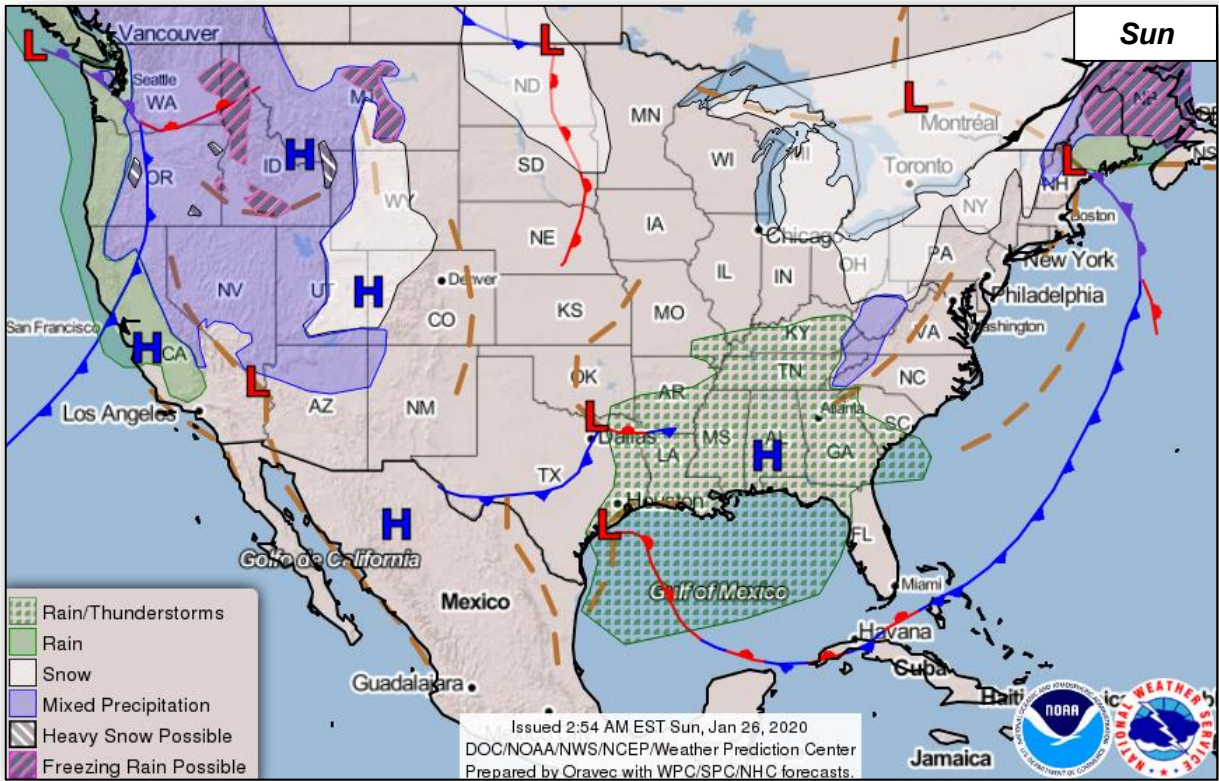 Sun
L
L
Vancouver
Seattle
WA
MT
ND
MN
L
Montréal
NB
NS
H
ID
OR
SD
WI
MI
Toronto
L
NH
WY
NY
Boston
NE
IA
Chicago
PA
New York
NV
UT
H
Denver
IL
IN
OH
Philadelphia
San Francisco
CO
KS
MO
KY
VA
Washington
H
CA
TN
L
OK
NC
Los Angeles
AZ
NM
AR
L
Dallas
MS
AL
Atlanta
SC
LA
H
GA
TX
Houston
H
L
FL
Golfo de California
Gulf of Mexico
Miami
Mexico
Havana
Cuba
Guadalajara
Haiti
Jamaica
Rain/Thunderstorms
Rain
Snow
Mixed Precipitation
Heavy Snow Possible
Freezing Rain Possible
Issued 2:54 AM EST Sun, Jan 26, 2020
DOC/NOAA/NWS/NCEP/Weather Prediction Center
Prepared by Oravec with WPC/SPC/NHC forecasts.
NOAA
NATIONAL WEATHER SERVICE